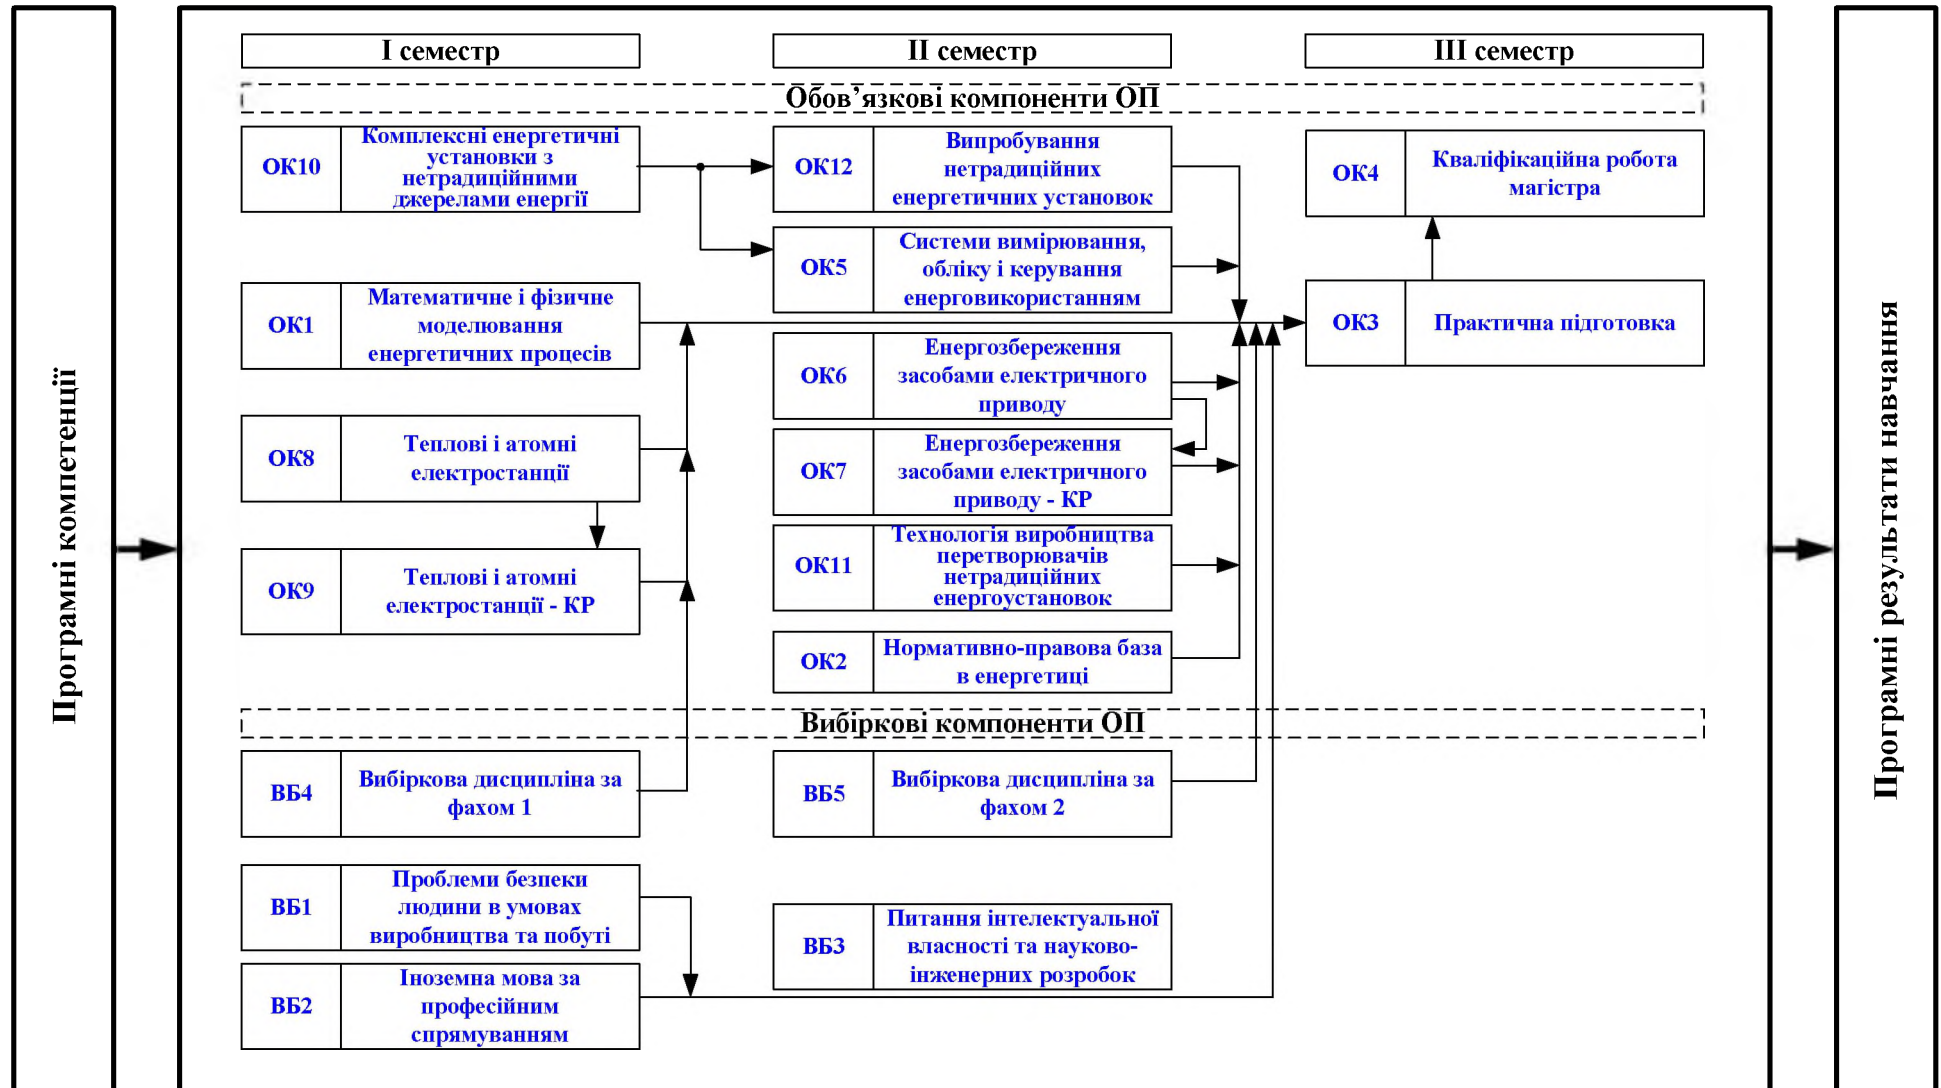 Програмні компетенції
І семестр
ІІ семестр
ІІІ семестр
Обов’язкові компоненти ОП
ОК10
Комплексні енергетичні
установки з
нетрадиційними
джерелами енергії
ОК12
Випробування
нетрадиційних
енергетичних установок
ОК4
Кваліфікаційна робота
магістра
ОК5
Системи вимірювання,
обліку і керування
енерговикористанням
ОК1
Математичне і фізичне
моделювання
енергетичних процесів
ОК3
Практична підготовка
ОК6
Енергозбереження
засобами електричного
приводу
ОК8
Теплові і атомні
електростанції
ОК7
Енергозбереження
засобами електричного
приводу - КР
ОК9
Теплові і атомні
електростанції - КР
ОК11
Технологія виробництва
перетворювачів
нетрадиційних
енергоустановок
ОК2
Нормативно-правова база
в енергетиці
Вибіркові компоненти ОП
ВБ4
Вибіркова дисципліна за
фахом 1
ВБ5
Вибіркова дисципліна за
фахом 2
ВБ1
Проблеми безпеки
людини в умовах
виробництва та побуті
ВБ3
Питання інтелектуальної
власності та науково-
інженерних розробок
ВБ2
Іноземна мова за
професійним
спрямуванням
Програмні результати навчання